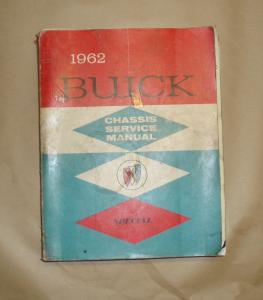 1962
BUICK
CHASSIS
SERVICE
MANUAL
SPECIAL